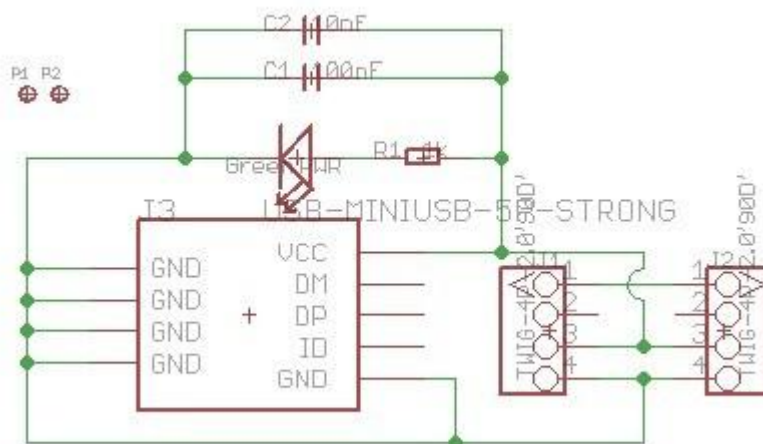 C2 10nF
P1 P2
C1 100nF
R1 1k
Green PWR
I3
USB-MINIUSB-5B-STRONG
VCC
GND
DM
GND
DP
GND
ID
GND
GND
J1
TWIG-4P-2.0'90D'
1
2
3
4
J2
TWIG-4P-2.0'90D'
1
2
3
4